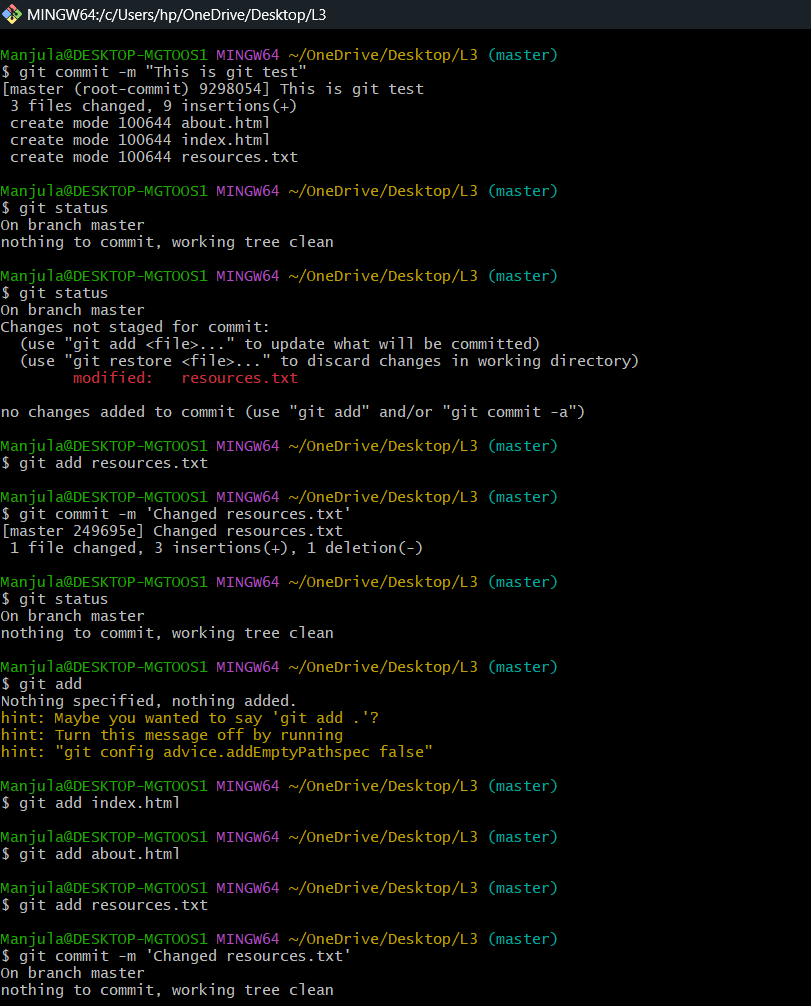 MINGW64:/c/Users/hp/OneDrive/Desktop/L3
Manjula@DESKTOP-MGTOOS1 MINGW64 ~/OneDrive/Desktop/L3 (master)
$ git commit -m "This is git test"
[master (root-commit) 9298054] This is git test
 3 files changed, 9 insertions(+)
 create mode 100644 about.html
 create mode 100644 index.html
 create mode 100644 resources.txt
Manjula@DESKTOP-MGTOOS1 MINGW64 ~/OneDrive/Desktop/L3 (master)
$ git status
On branch master
nothing to commit, working tree clean
Manjula@DESKTOP-MGTOOS1 MINGW64 ~/OneDrive/Desktop/L3 (master)
$ git status
On branch master
Changes not staged for commit:
  (use "git add <file>..." to update what will be committed)
  (use "git restore <file>..." to discard changes in working directory)
        modified:   resources.txt
no changes added to commit (use "git add" and/or "git commit -a")
Manjula@DESKTOP-MGTOOS1 MINGW64 ~/OneDrive/Desktop/L3 (master)
$ git add resources.txt
Manjula@DESKTOP-MGTOOS1 MINGW64 ~/OneDrive/Desktop/L3 (master)
$ git commit -m 'Changed resources.txt'
[master 249695e] Changed resources.txt
 1 file changed, 3 insertions(+), 1 deletion(-)
Manjula@DESKTOP-MGTOOS1 MINGW64 ~/OneDrive/Desktop/L3 (master)
$ git status
On branch master
nothing to commit, working tree clean
Manjula@DESKTOP-MGTOOS1 MINGW64 ~/OneDrive/Desktop/L3 (master)
$ git add
Nothing specified, nothing added.
hint: Maybe you wanted to say 'git add .'?
hint: Turn this message off by running
hint: "git config advice.addEmptyPathspec false"
Manjula@DESKTOP-MGTOOS1 MINGW64 ~/OneDrive/Desktop/L3 (master)
$ git add index.html
Manjula@DESKTOP-MGTOOS1 MINGW64 ~/OneDrive/Desktop/L3 (master)
$ git add about.html
Manjula@DESKTOP-MGTOOS1 MINGW64 ~/OneDrive/Desktop/L3 (master)
$ git add resources.txt
Manjula@DESKTOP-MGTOOS1 MINGW64 ~/OneDrive/Desktop/L3 (master)
$ git commit -m 'Changed resources.txt'
On branch master
nothing to commit, working tree clean